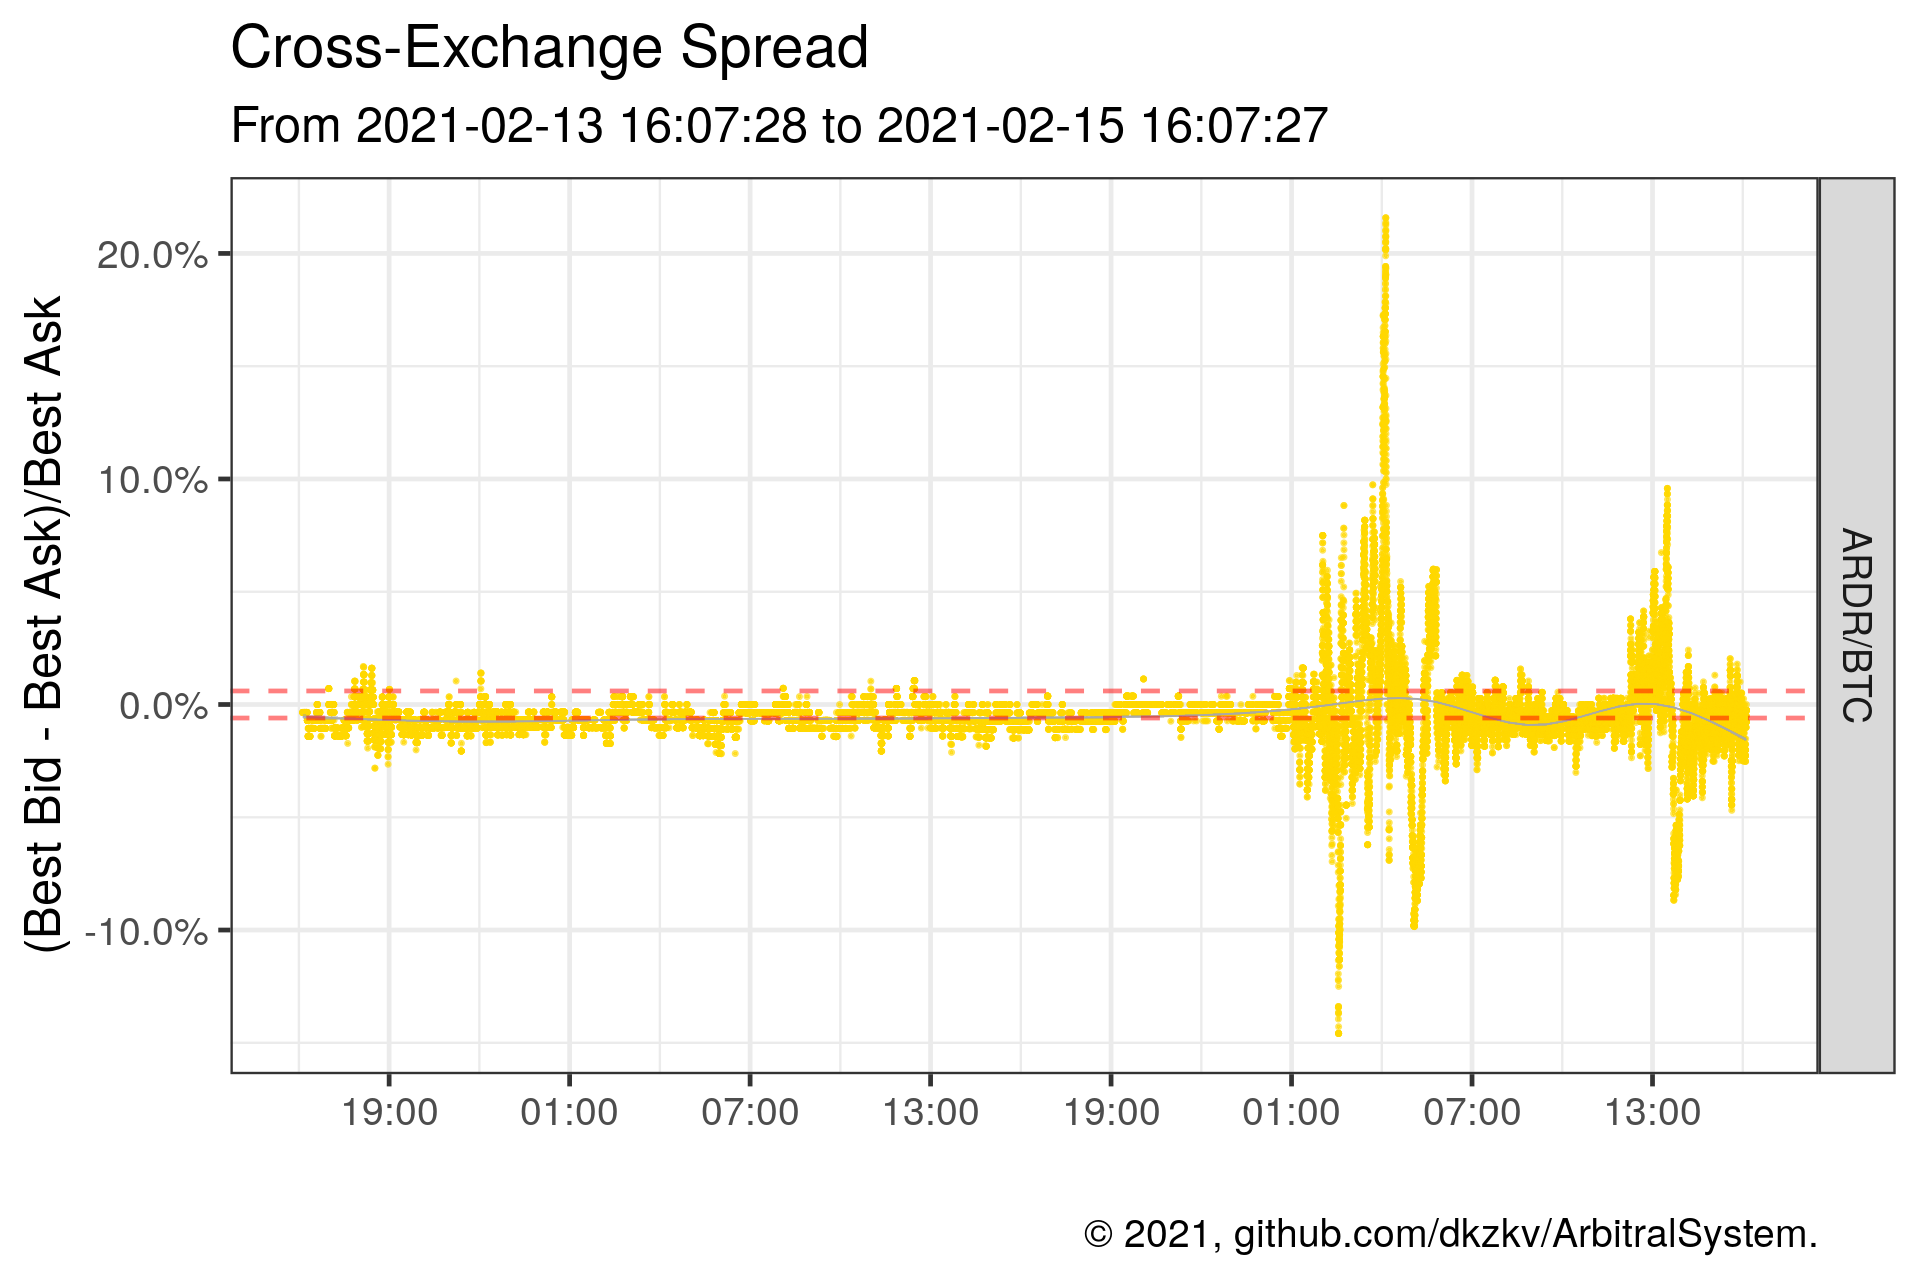 Cross-Exchange Spread
From 2021-02-13 16:07:28 to 2021-02-15 16:07:27
(Best Bid - Best Ask)/Best Ask
20.0%
10.0%
0.0%
-10.0%
ARDR/BTC
19:00 01:00 07:00 13:00 19:00 01:00 07:00 13:00
© 2021, github.com/dkzkv/ArbitralSystem.